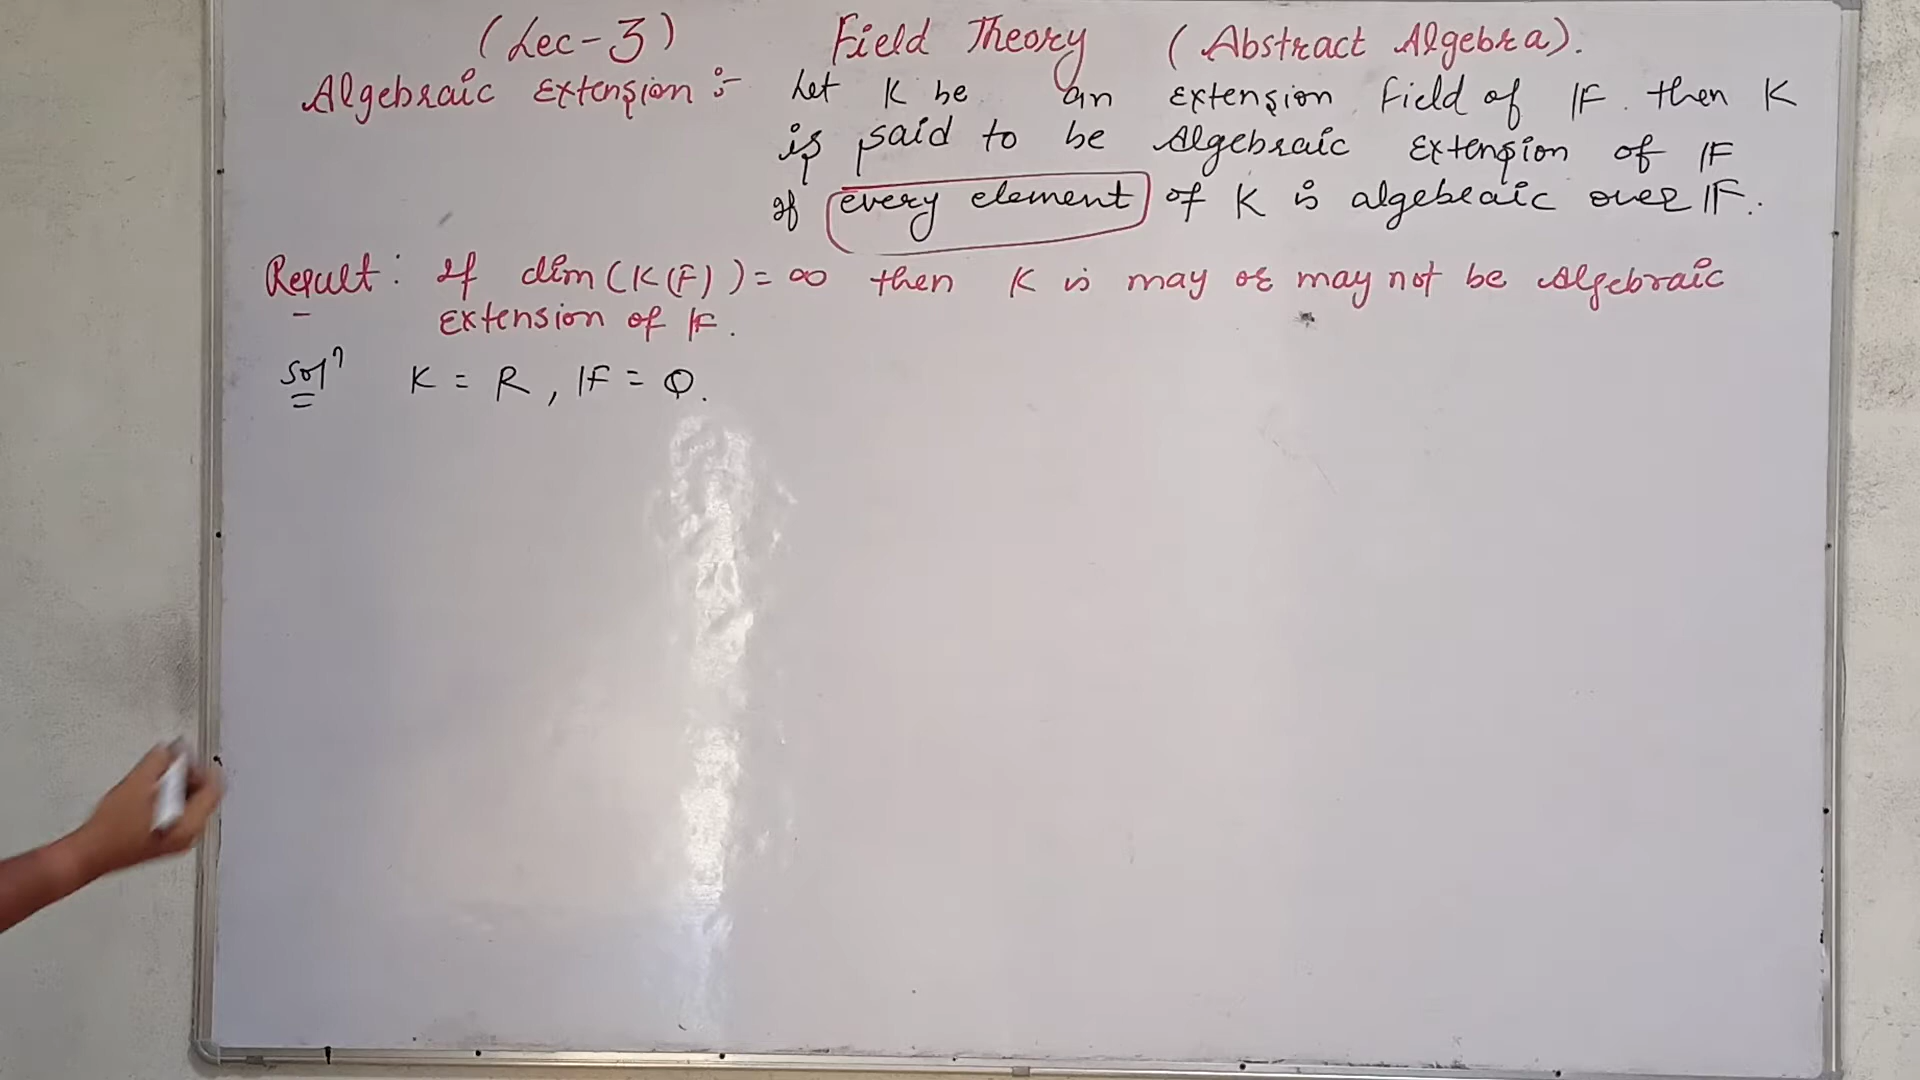 (Lec-3) Field Theory (Abstract Algebra).
Algebraic Extension :- Let K be an Extension Field of F. then K
is said to be Algebraic Extension of F
if every element of K is algebraic over F.
Result: If dim(K(F)) = ∞ then K is may or may not be Algebraic
Extension of F.
Solⁿ K = R, F = Q.